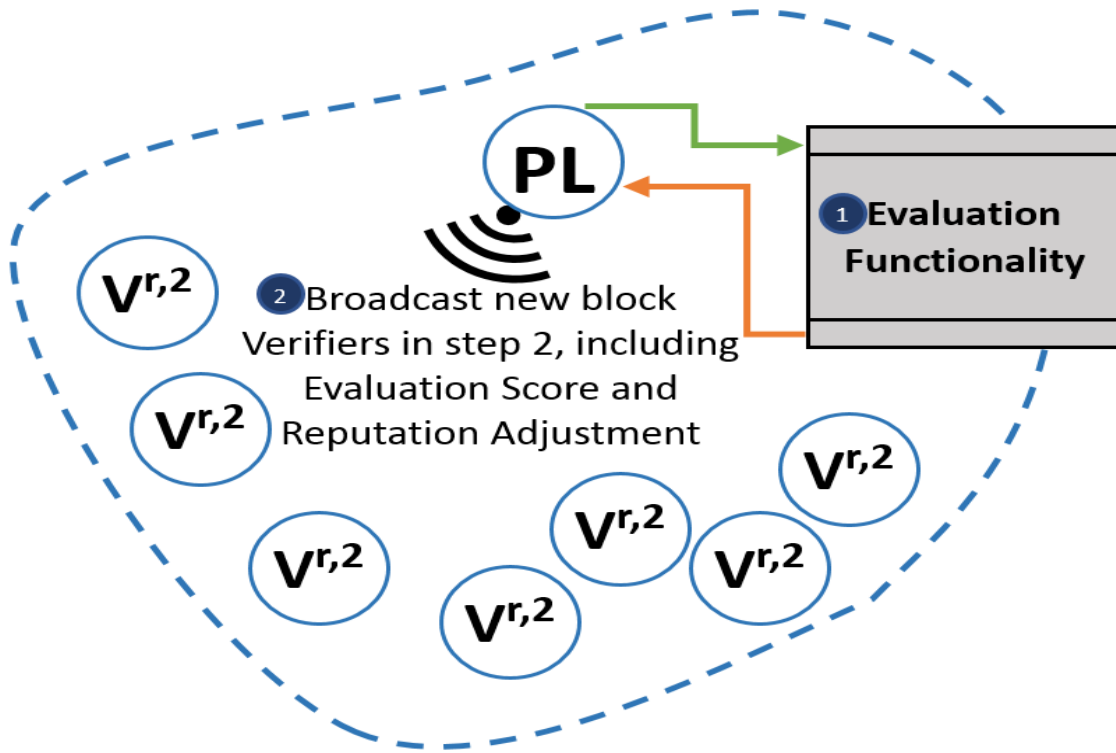 PL
1 Evaluation
Functionality
2 Broadcast new block
Verifiers in step 2, including
Evaluation Score and
Reputation Adjustment
V^r,2
V^r,2
V^r,2
V^r,2
V^r,2
V^r,2
V^r,2